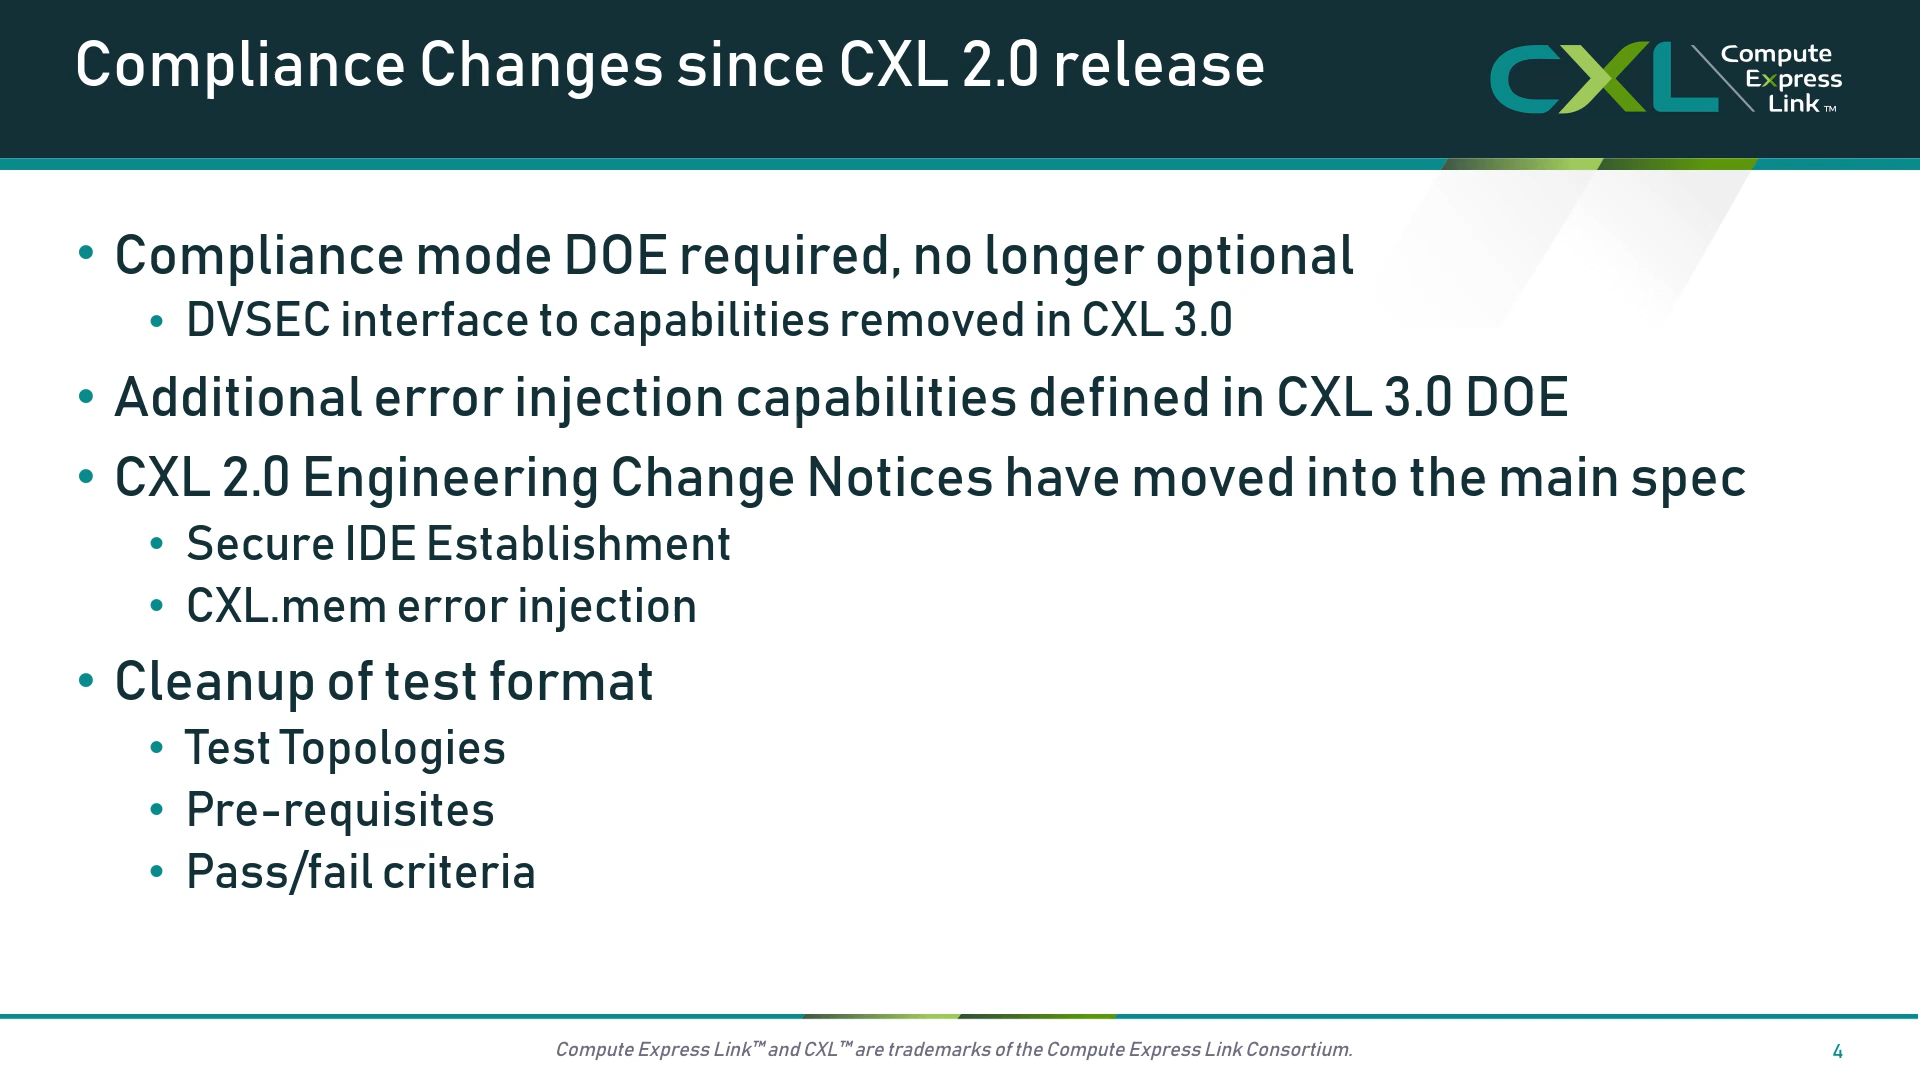 Compliance Changes since CXL 2.0 release
CXL
Compute
Express
Link™
• Compliance mode DOE required, no longer optional
• DVSEC interface to capabilities removed in CXL 3.0
• Additional error injection capabilities defined in CXL 3.0 DOE
• CXL 2.0 Engineering Change Notices have moved into the main spec
• Secure IDE Establishment
• CXL.mem error injection
• Cleanup of test format
• Test Topologies
• Pre-requisites
• Pass/fail criteria
Compute Express Link™ and CXL™ are trademarks of the Compute Express Link Consortium.
4